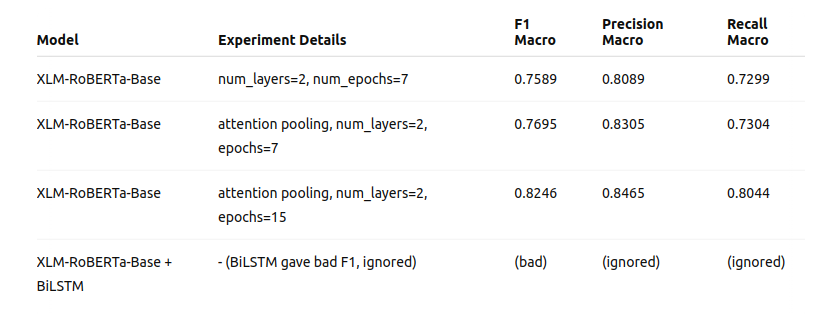 Model Experiment Details F1 Macro Precision Macro Recall Macro
XLM-RoBERTa-Base num_layers=2, num_epochs=7 0.7589 0.8089 0.7299
XLM-RoBERTa-Base attention pooling, num_layers=2, 0.7695 0.8305 0.7304
epochs=7
XLM-RoBERTa-Base attention pooling, num_layers=2, 0.8246 0.8465 0.8044
epochs=15
XLM-RoBERTa-Base + - (BiLSTM gave bad F1, ignored) (bad) (ignored) (ignored)
BiLSTM